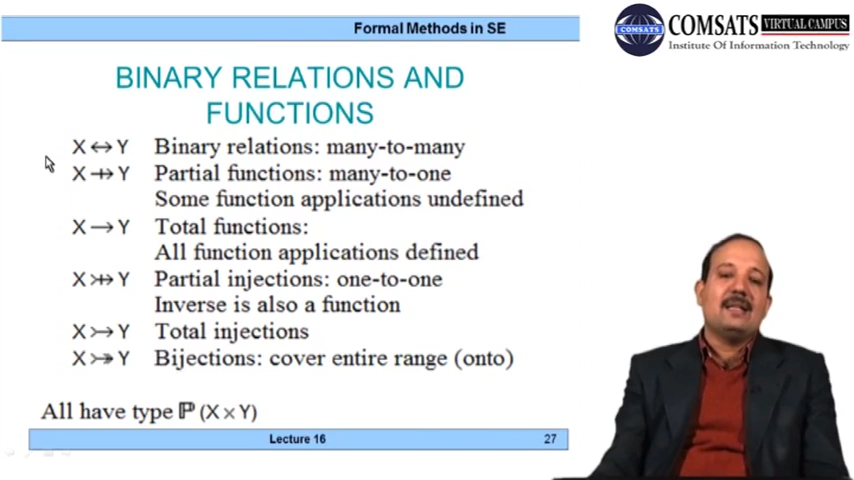 Formal Methods in SE
COMSATS
COMSATS VIRTUAL CAMPUS
Institute Of Information Technology
BINARY RELATIONS AND
FUNCTIONS
X ↔ Y Binary relations: many-to-many
X ⇸ Y Partial functions: many-to-one
Some function applications undefined
X → Y Total functions:
All function applications defined
X ⤔ Y Partial injections: one-to-one
Inverse is also a function
X ↣ Y Total injections
X ⤖ Y Bijections: cover entire range (onto)
All have type ℙ (X × Y)
Lecture 16
27